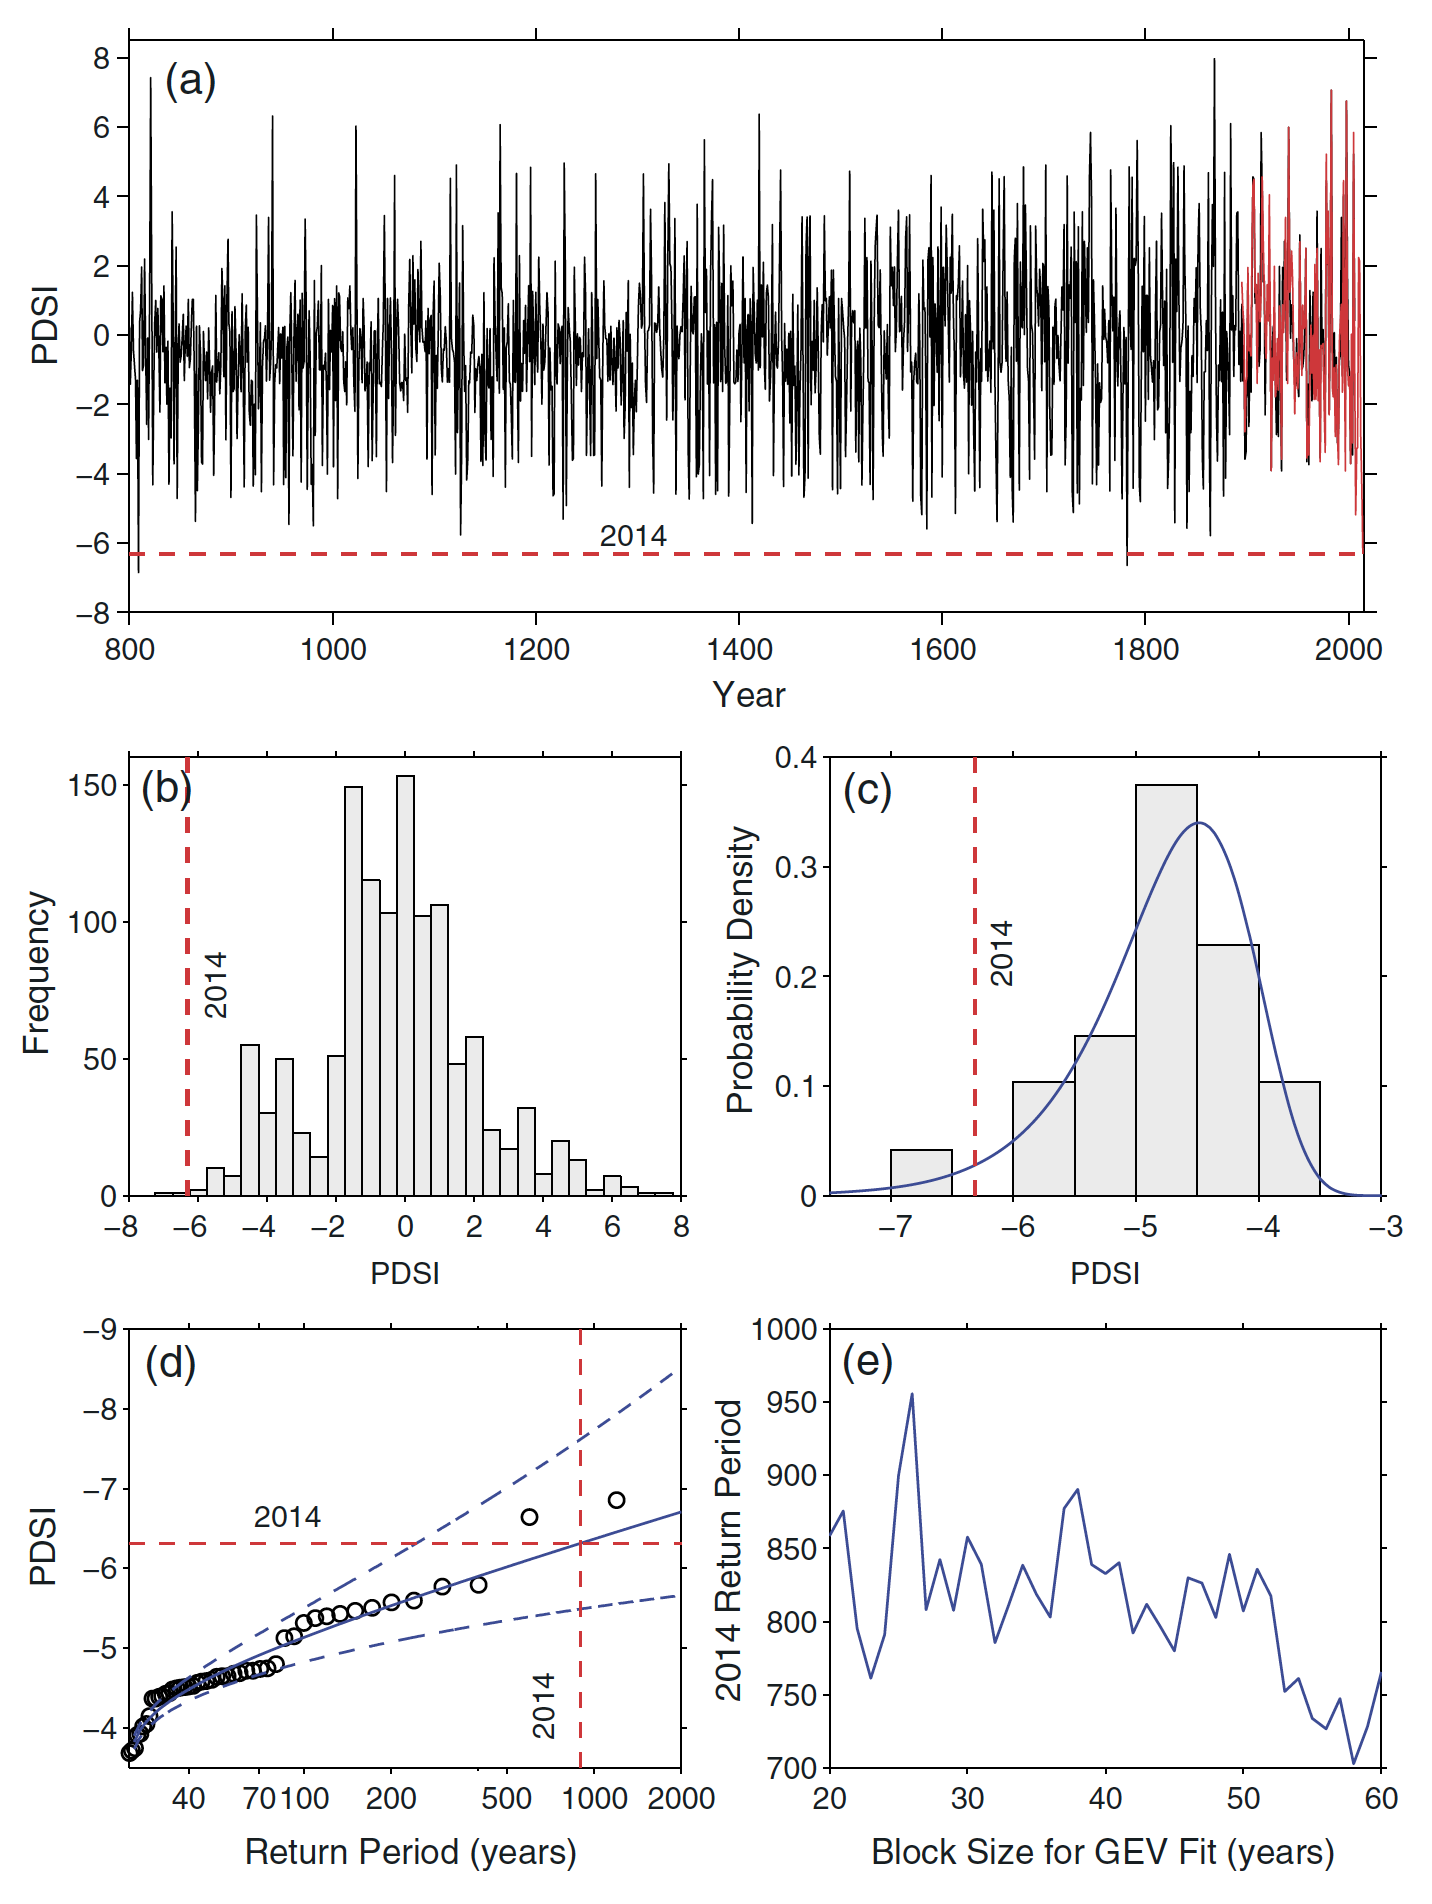 (a)
PDSI
8
6
4
2
0
−2
−4
−6
−8
2014
800 1000 1200 1400 1600 1800 2000
Year
(b)
Frequency
150
100
50
0
2014
−8 −6 −4 −2 0 2 4 6 8
PDSI
(c)
Probability Density
0.4
0.3
0.2
0.1
0
2014
−7 −6 −5 −4 −3
PDSI
(d)
PDSI
−9
−8
−7
−6
−5
−4
2014
2014
40 70 100 200 500 1000 2000
Return Period (years)
(e)
2014 Return Period
1000
950
900
850
800
750
700
20 30 40 50 60
Block Size for GEV Fit (years)